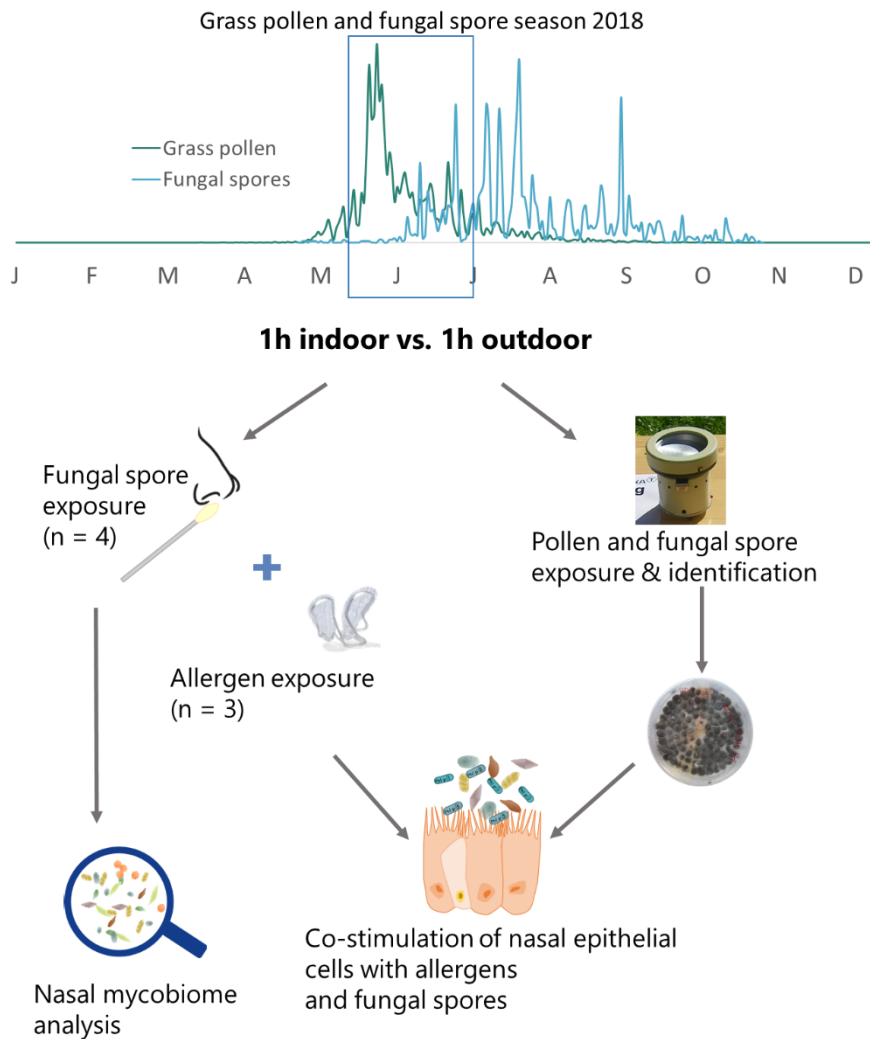 Grass pollen and fungal spore season 2018
Grass pollen
Fungal spores
J F M A M J J A S O N D
1h indoor vs. 1h outdoor
Fungal spore
exposure
(n = 4)
Pollen and fungal spore
exposure & identification
+
Allergen exposure
(n = 3)
Co-stimulation of nasal epithelial
cells with allergens
and fungal spores
Nasal mycobiome
analysis